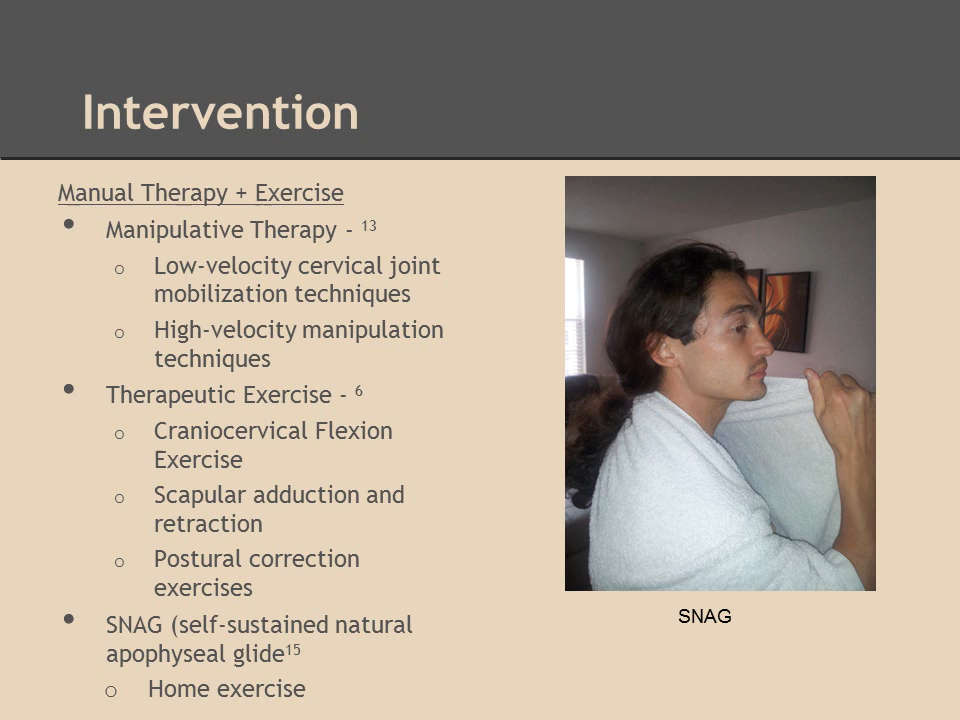 Intervention
Manual Therapy + Exercise
• Manipulative Therapy - 13
o Low-velocity cervical joint
mobilization techniques
o High-velocity manipulation
techniques
• Therapeutic Exercise - 6
o Craniocervical Flexion
Exercise
o Scapular adduction and
retraction
o Postural correction
exercises
• SNAG (self-sustained natural
apophyseal glide15
o Home exercise
SNAG